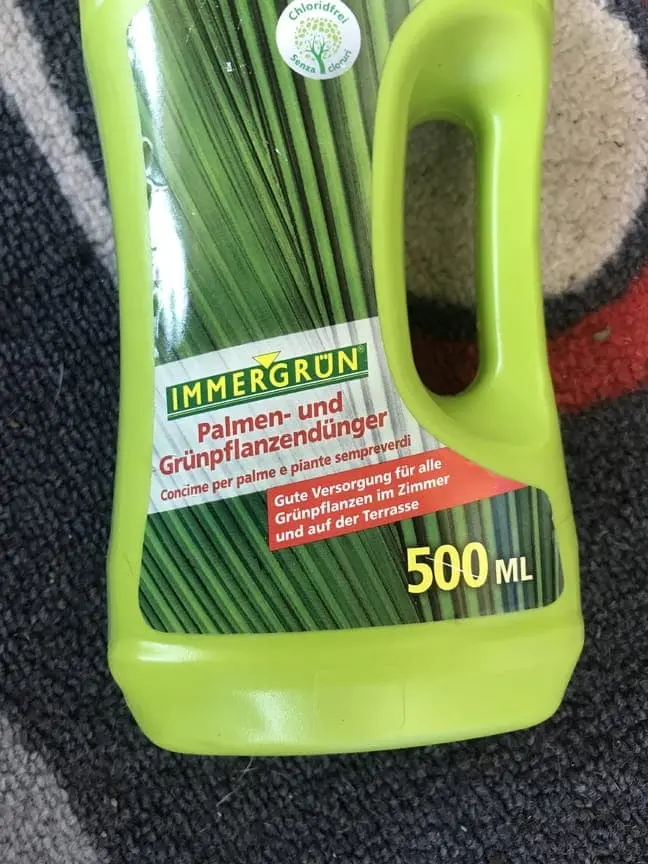 Chloridfrei
Senza cloruri
IMMERGRÜN®
Palmen- und
Grünpflanzendünger
Concime per palme e piante sempreverdi
Gute Versorgung für alle
Grünpflanzen im Zimmer
und auf der Terrasse
500 ML